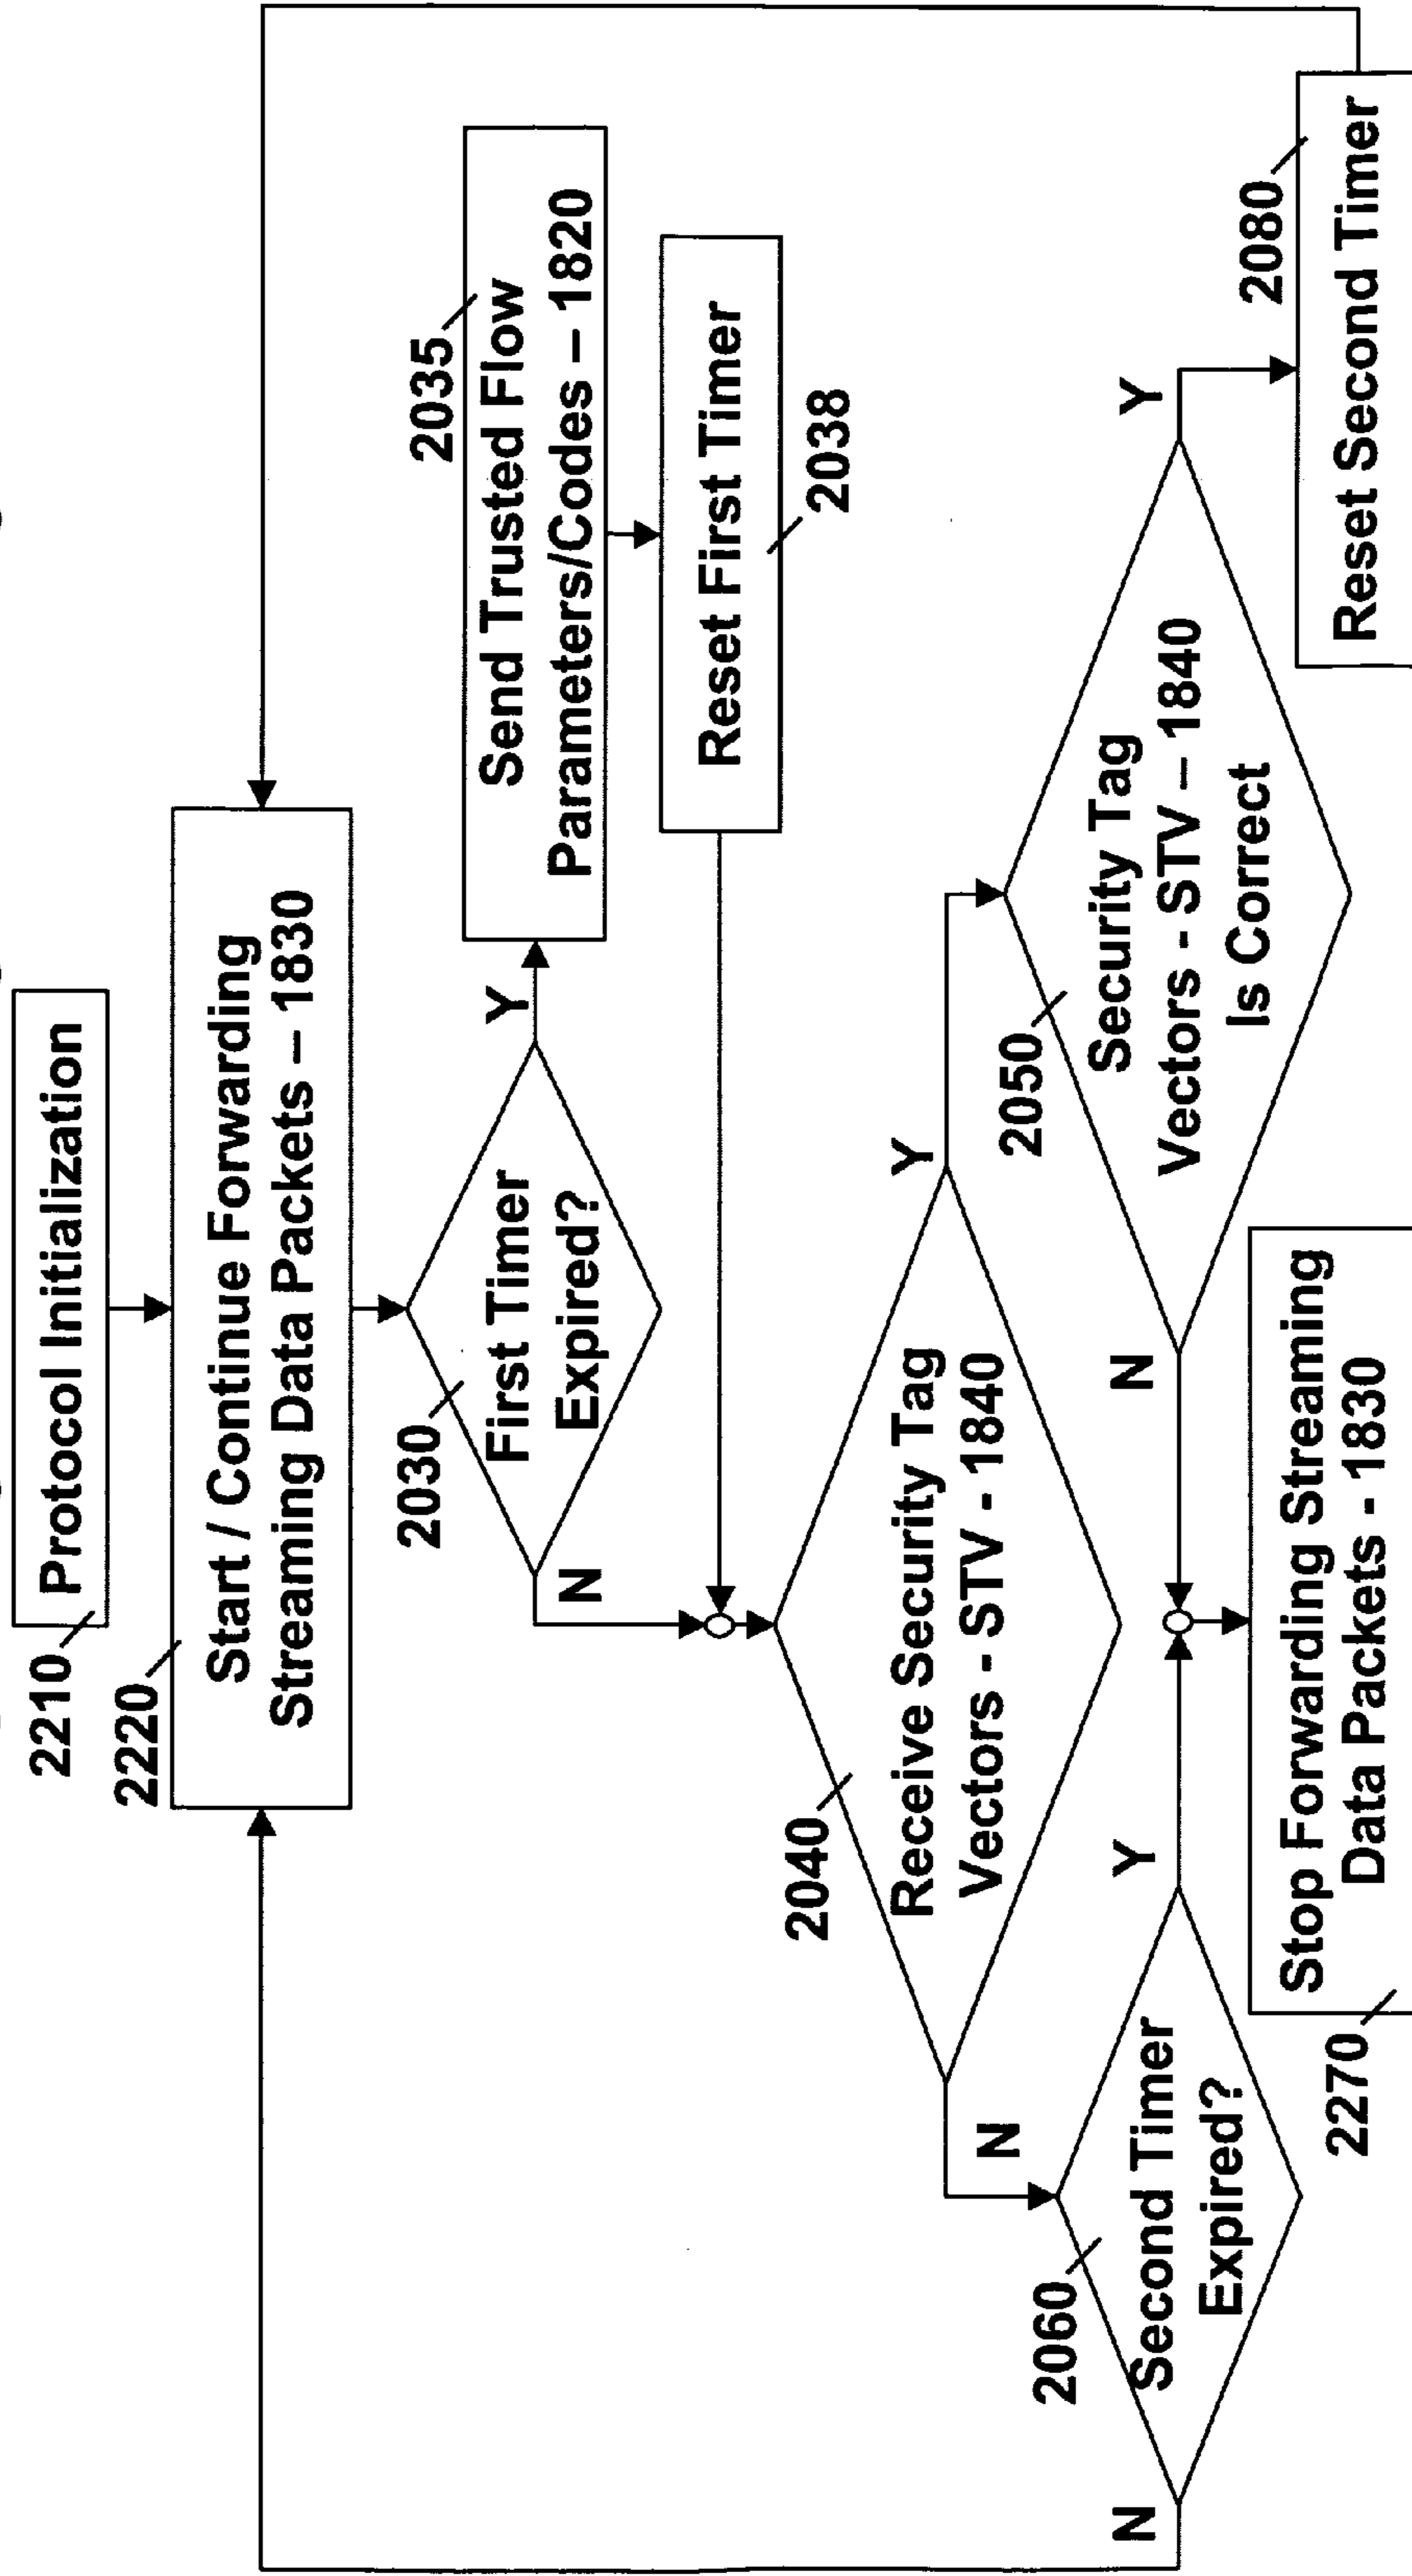 2210
Protocol Initialization
2220
Start / Continue Forwarding
Streaming Data Packets – 1830
2030
First Timer
Expired?
Y
N
2035
Send Trusted Flow
Parameters/Codes – 1820
Reset First Timer
2038
2040
Receive Security Tag
Vectors - STV - 1840
Y
N
2050
Security Tag
Vectors - STV – 1840
Is Correct
Y
N
2060
Second Timer
Expired?
Y
N
2080
Reset Second Timer
2270
Stop Forwarding Streaming
Data Packets - 1830